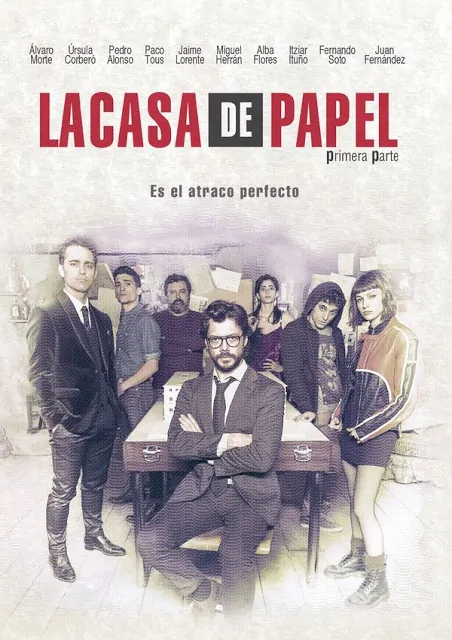 Álvaro Úrsula Pedro Paco Jaime Miguel Alba Itziar Fernando Juan
Morte Corberó Alonso Tous Lorente Herrán Flores Ituño Soto Fernández
LACASA DE PAPEL
primera parte
Es el atraco perfecto